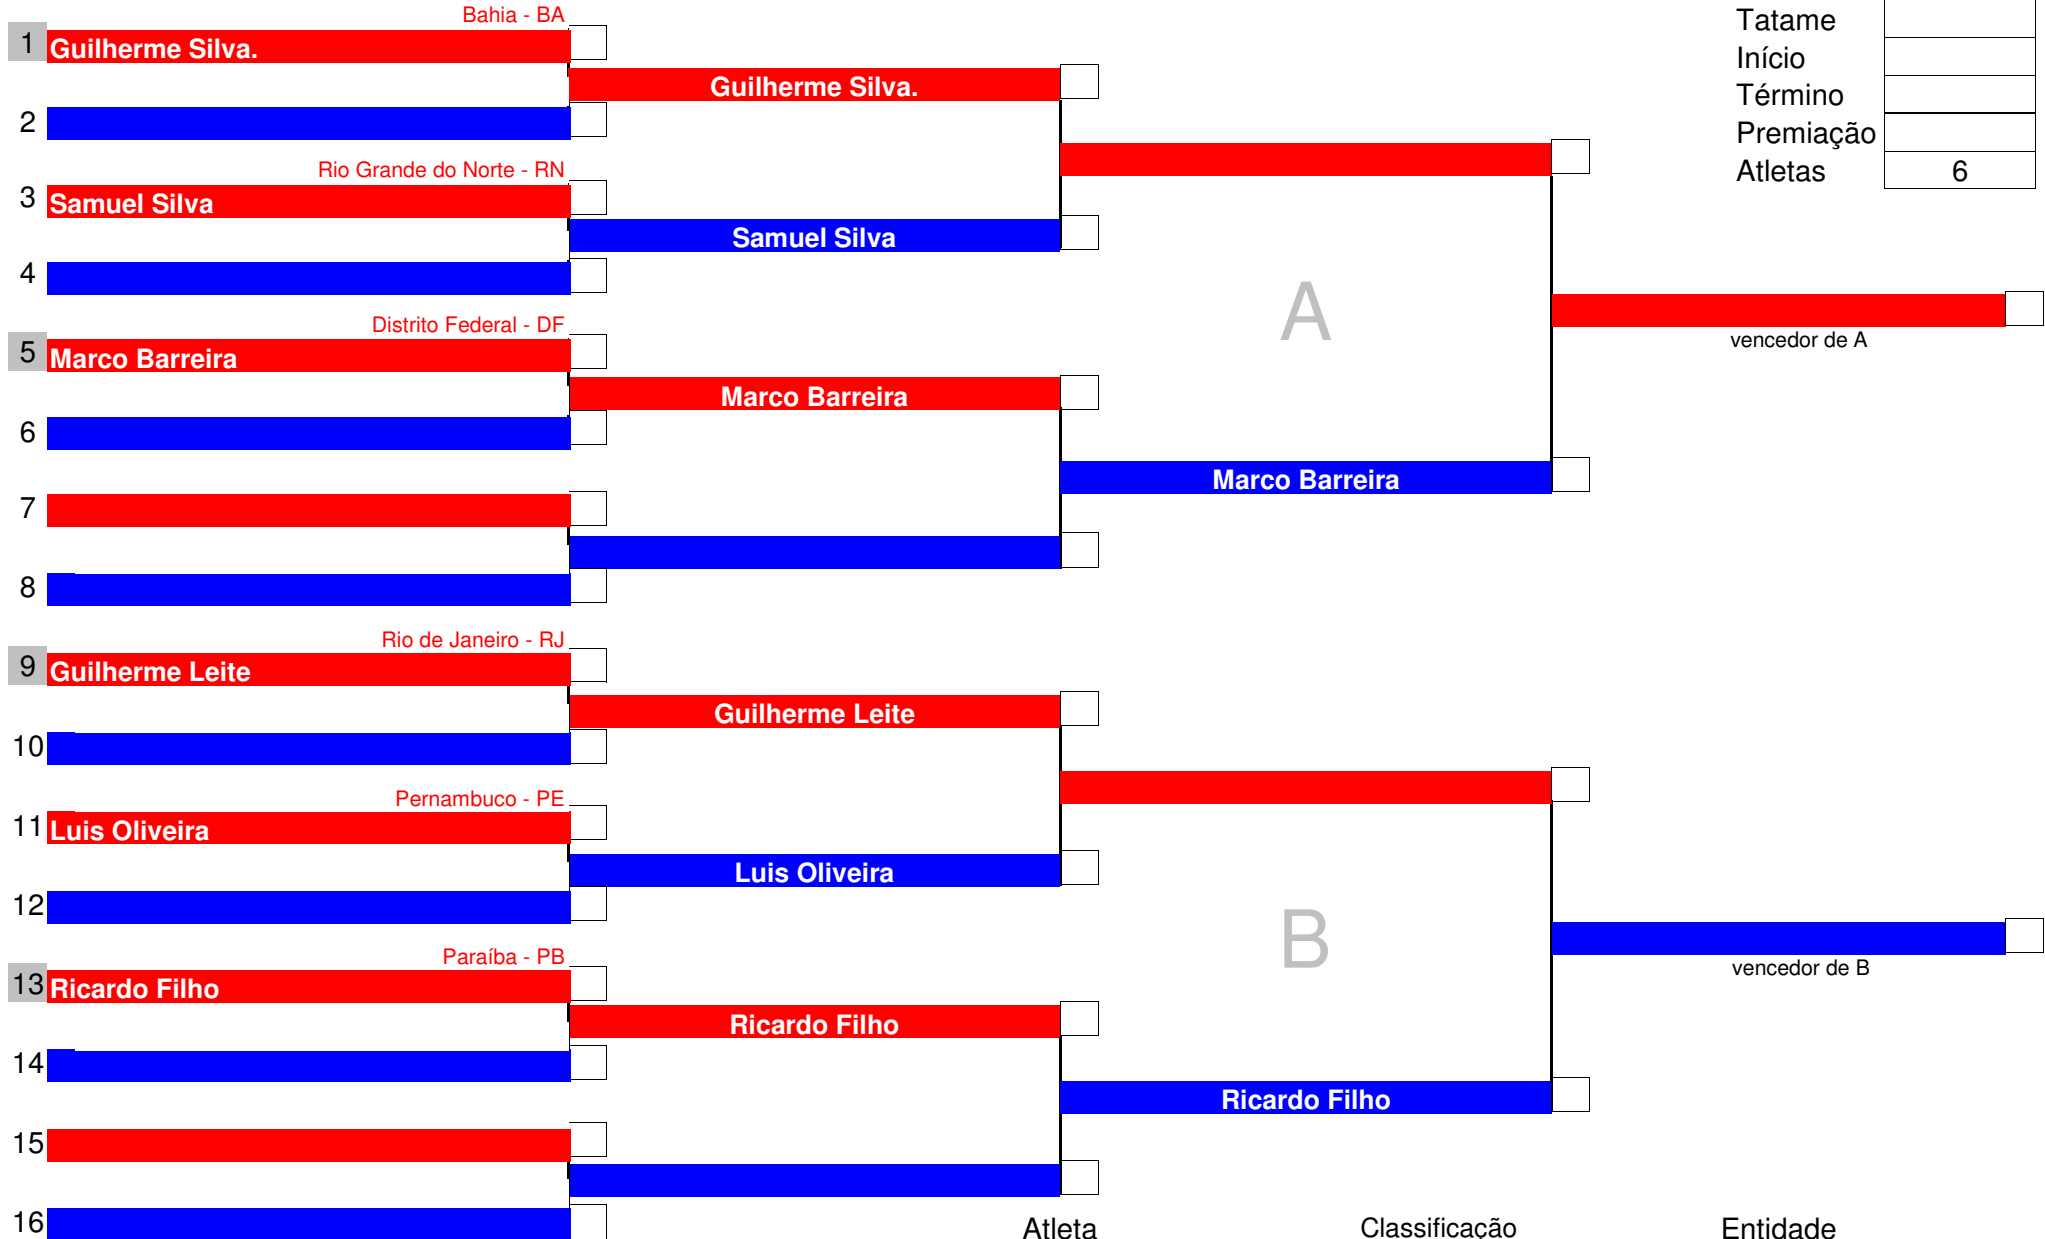 Bahia - BA
1 Guilherme Silva.
Guilherme Silva.
2
Rio Grande do Norte - RN
3 Samuel Silva
Samuel Silva
4
Distrito Federal - DF
5 Marco Barreira
Marco Barreira
6
Marco Barreira
7
8
A
vencedor de A
Rio de Janeiro - RJ
9 Guilherme Leite
Guilherme Leite
10
Pernambuco - PE
11 Luis Oliveira
Luis Oliveira
12
Paraíba - PB
13 Ricardo Filho
Ricardo Filho
14
Ricardo Filho
15
16
B
vencedor de B
Tatame
Início
Término
Premiação
Atletas 6
Atleta Classificação Entidade